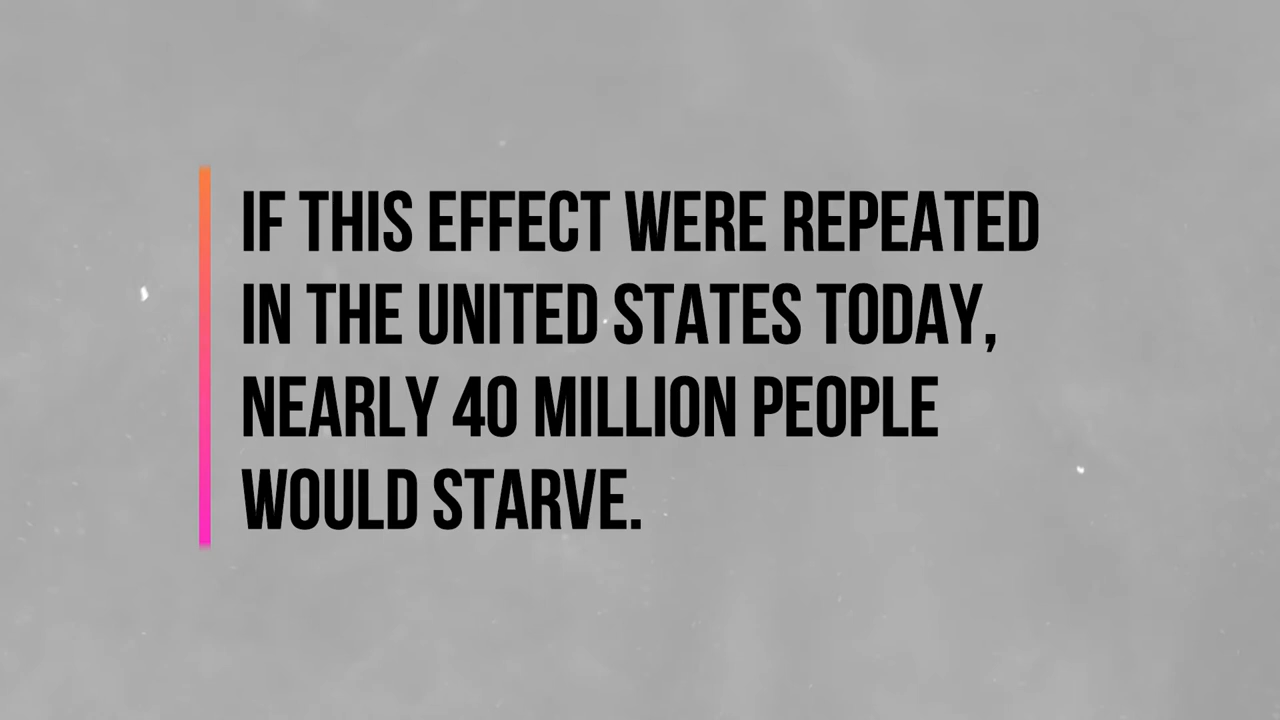 IF THIS EFFECT WERE REPEATED
IN THE UNITED STATES TODAY,
NEARLY 40 MILLION PEOPLE
WOULD STARVE.